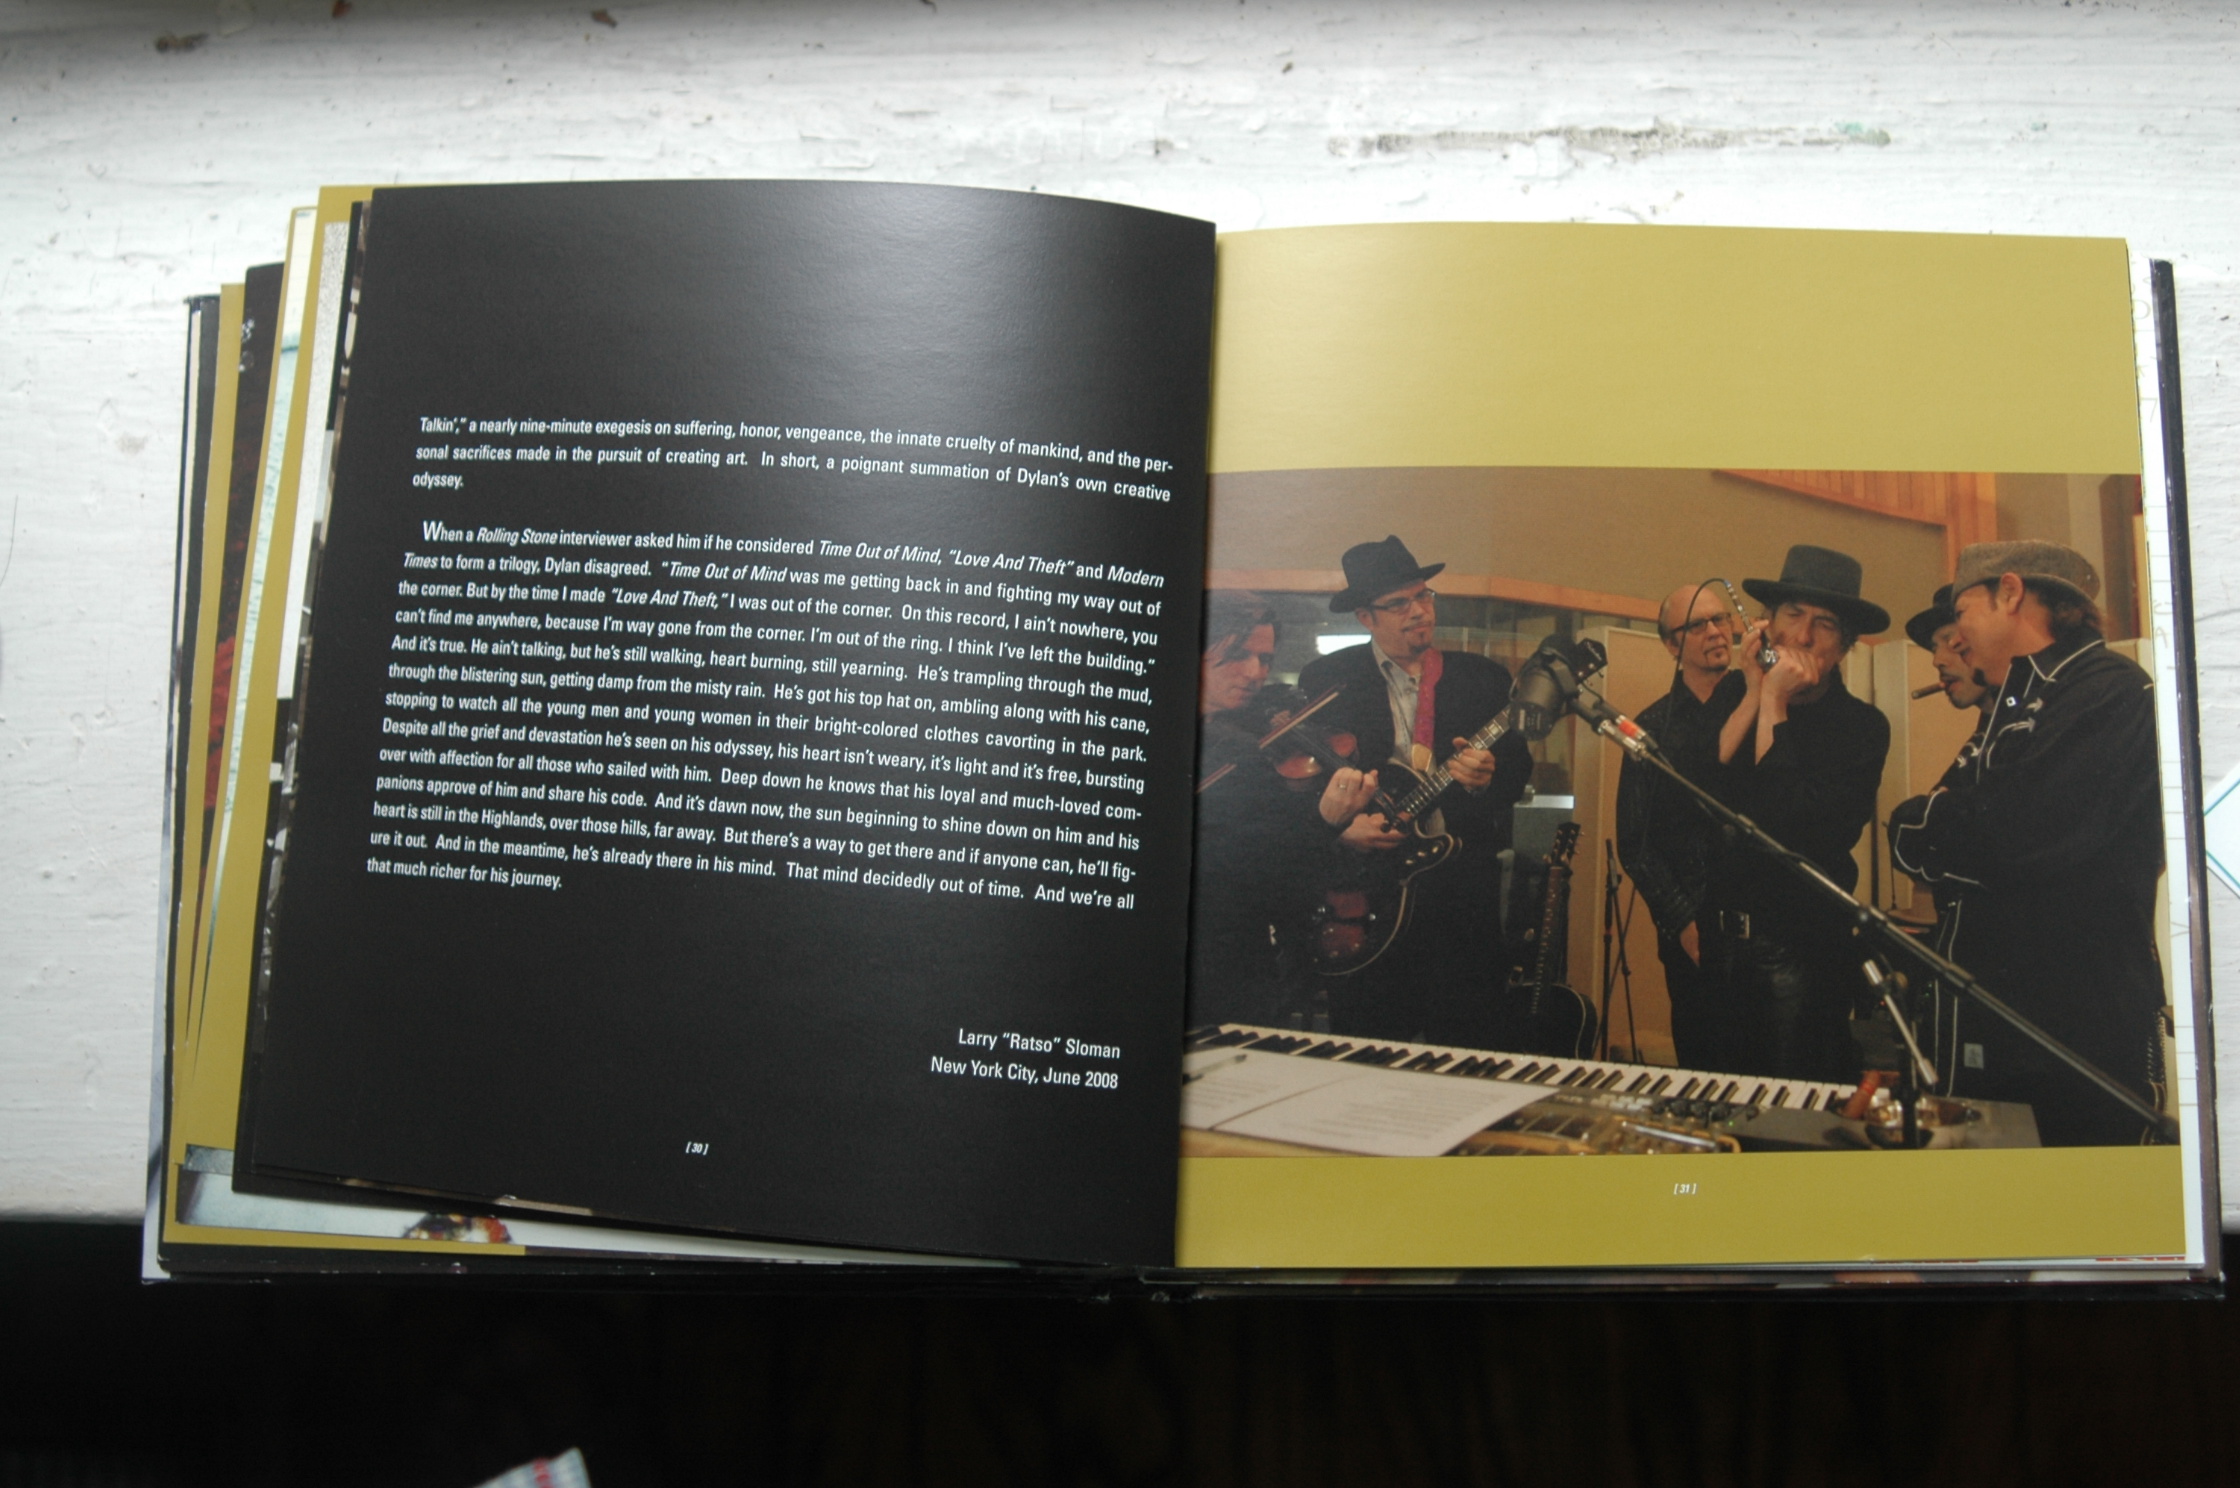 Talkin’,” a nearly nine-minute exegesis on suffering, honor, vengeance, the innate cruelty of mankind, and the per-
sonal sacrifices made in the pursuit of creating art. In short, a poignant summation of Dylan’s own creative
odyssey.
When a Rolling Stone interviewer asked him if he considered Time Out of Mind, “Love And Theft” and Modern
Times to form a trilogy, Dylan disagreed. “Time Out of Mind was me getting back in and fighting my way out of
the corner. But by the time I made “Love And Theft,” I was out of the corner. On this record, I ain’t nowhere, you
can’t find me anywhere, because I’m way gone from the corner. I’m out of the ring. I think I’ve left the building.“
And it’s true. He ain’t talking, but he’s still walking, heart burning, still yearning. He’s trampling through the mud,
through the blistering sun, getting damp from the misty rain. He’s got his top hat on, ambling along with his cane,
stopping to watch all the young men and young women in their bright-colored clothes cavorting in the park.
Despite all the grief and devastation he’s seen on his odyssey, his heart isn’t weary, it’s light and it’s free, bursting
over with affection for all those who sailed with him. Deep down he knows that his loyal and much-loved com-
panions approve of him and share his code. And it’s dawn now, the sun beginning to shine down on him and his
heart is still in the Highlands, over those hills, far away. But there’s a way to get there and if anyone can, he’ll fig-
ure it out. And in the meantime, he’s already there in his mind. That mind decidedly out of time. And we’re all
that much richer for his journey.
Larry “Ratso” Sloman
New York City, June 2008
[ 30 ]
[ 31 ]